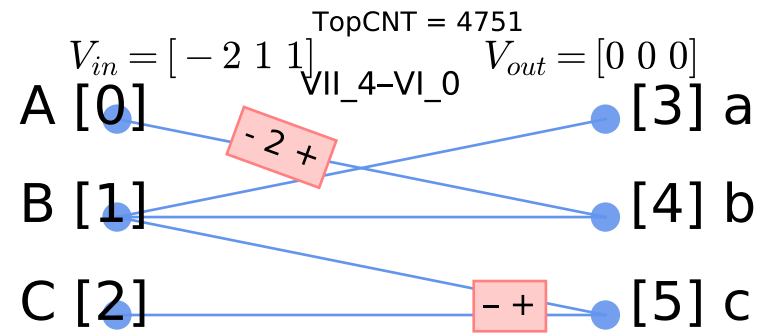 TopCNT = 4751
V_in = [ − 2 1 1]
V_out = [0 0 0]
VII_4–VI_0
A [0]
[3] a
- 2 +
B [1]
[4] b
C [2]
– +
[5] c